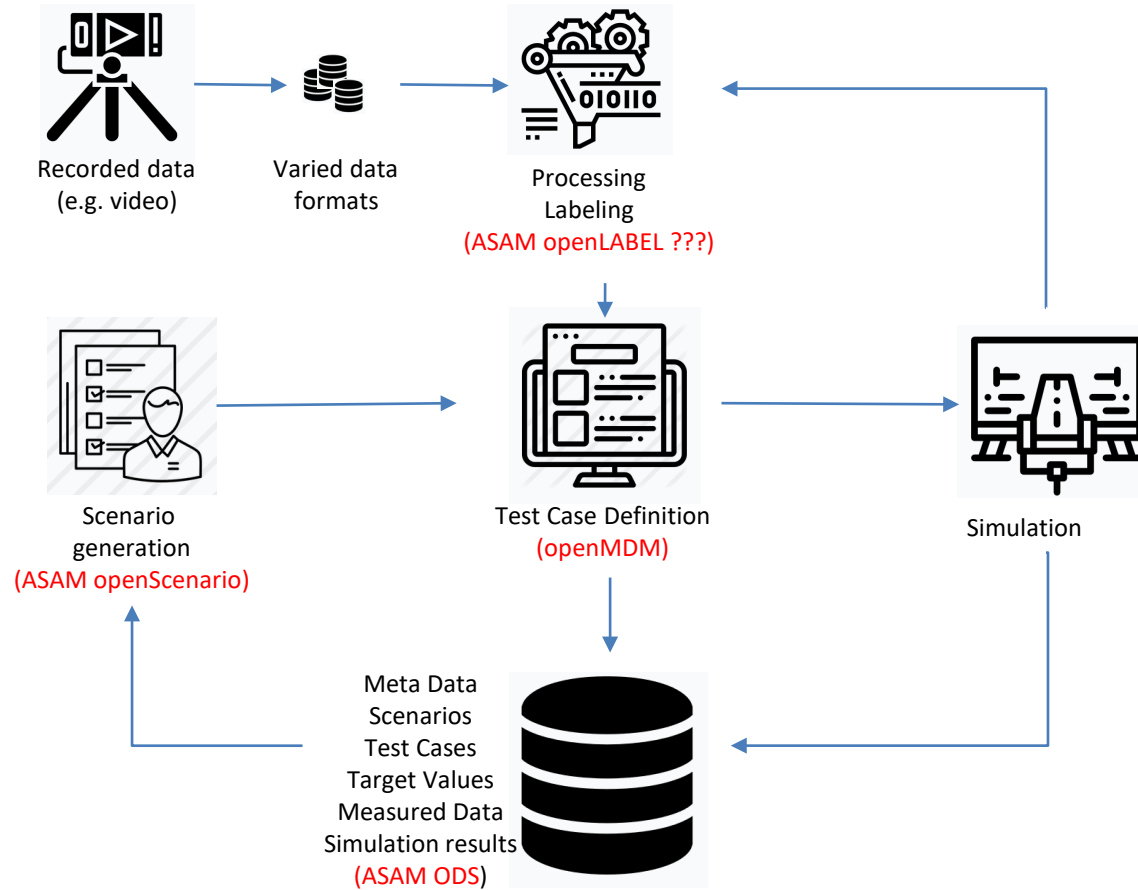 010110
Recorded data
(e.g. video)
Varied data
formats
Processing
Labeling
(ASAM openLABEL ???)
Scenario
generation
(ASAM openScenario)
Test Case Definition
(openMDM)
Simulation
Meta Data
Scenarios
Test Cases
Target Values
Measured Data
Simulation results
(ASAM ODS)